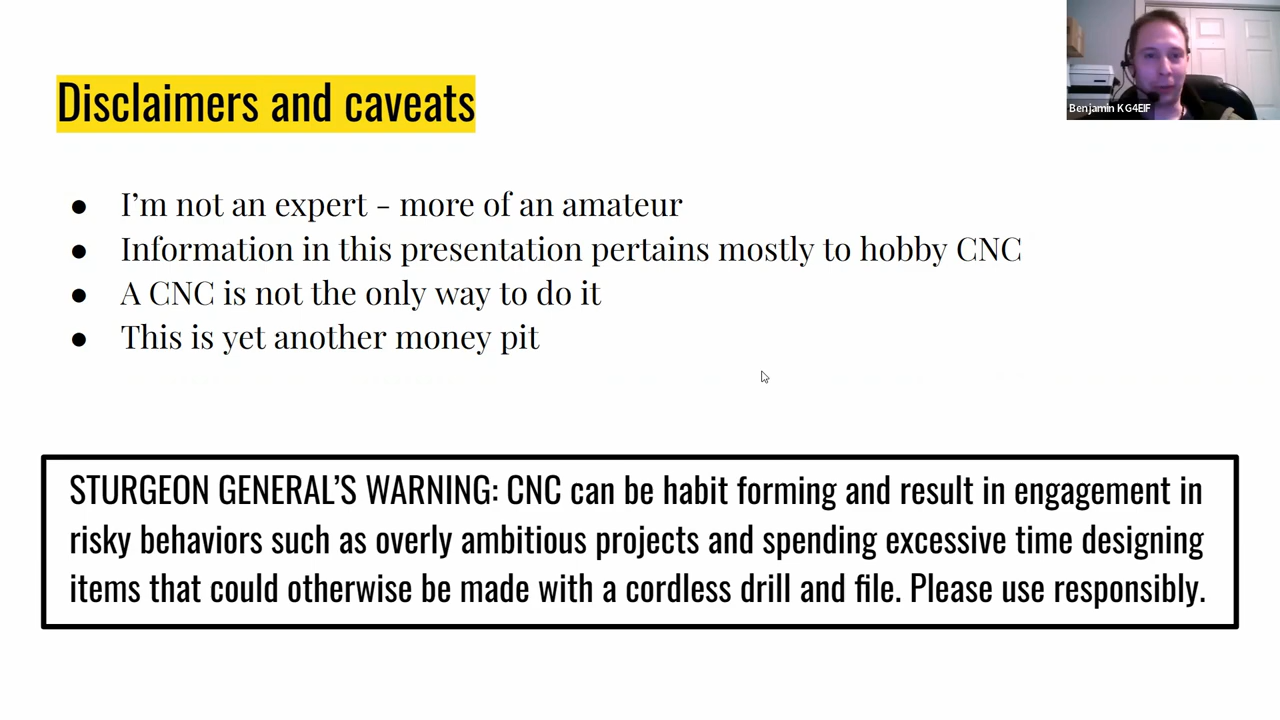 Disclaimers and caveats
Benjamin KG4EIF
● I’m not an expert - more of an amateur
● Information in this presentation pertains mostly to hobby CNC
● A CNC is not the only way to do it
● This is yet another money pit
STURGEON GENERAL’S WARNING: CNC can be habit forming and result in engagement in
risky behaviors such as overly ambitious projects and spending excessive time designing
items that could otherwise be made with a cordless drill and file. Please use responsibly.